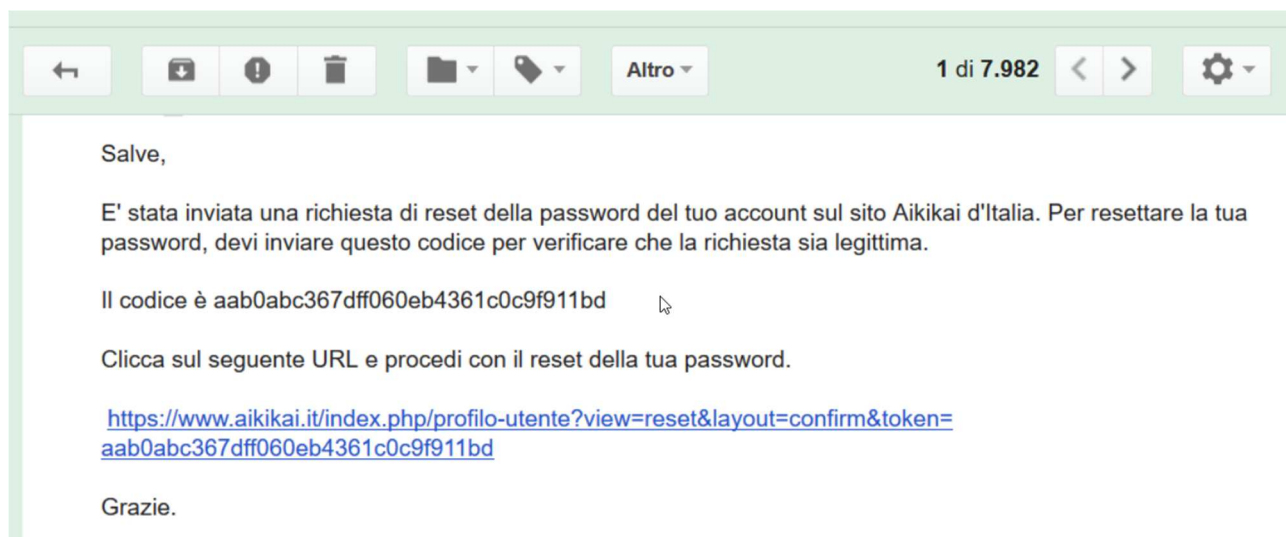 Altro
1 di 7.982
Salve,
E' stata inviata una richiesta di reset della password del tuo account sul sito Aikikai d'Italia. Per resettare la tua
password, devi inviare questo codice per verificare che la richiesta sia legittima.
Il codice è aab0abc367dff060eb4361c0c9f911bd
Clicca sul seguente URL e procedi con il reset della tua password.
https://www.aikikai.it/index.php/profilo-utente?view=reset&layout=confirm&token=
aab0abc367dff060eb4361c0c9f911bd
Grazie.